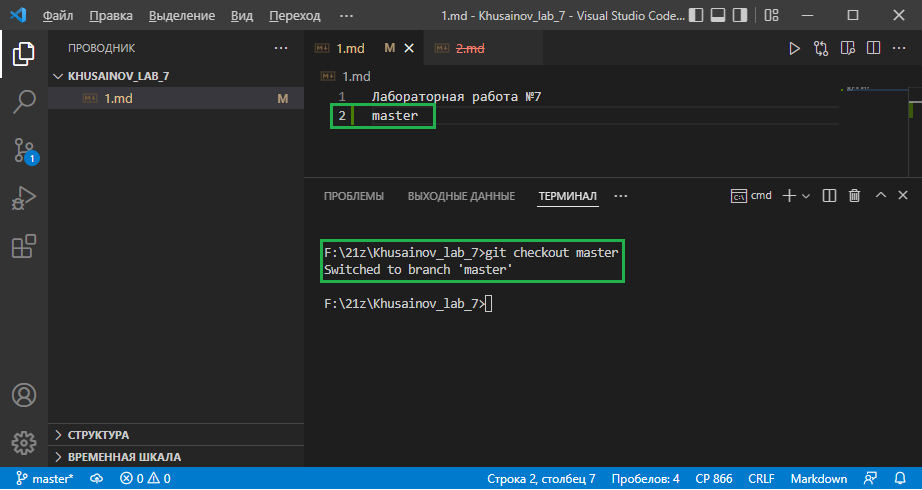 Файл Правка Выделение Вид Переход ··· 1.md - Khusainov_lab_7 - Visual Studio Code...
ПРОВОДНИК ···
KHUSAINOV_LAB_7
1.md M
СТРУКТУРА
ВРЕМЕННАЯ ШКАЛА
1
1.md M 2.md ···
1.md
1 Лабораторная работа №7
2 master
ПРОБЛЕМЫ ВЫХОДНЫЕ ДАННЫЕ ТЕРМИНАЛ ··· cmd
F:\21z\Khusainov_lab_7>git checkout master
Switched to branch 'master'
F:\21z\Khusainov_lab_7>
master* 0 0 Строка 2, столбец 7 Пробелов: 4 CP 866 CRLF Markdown